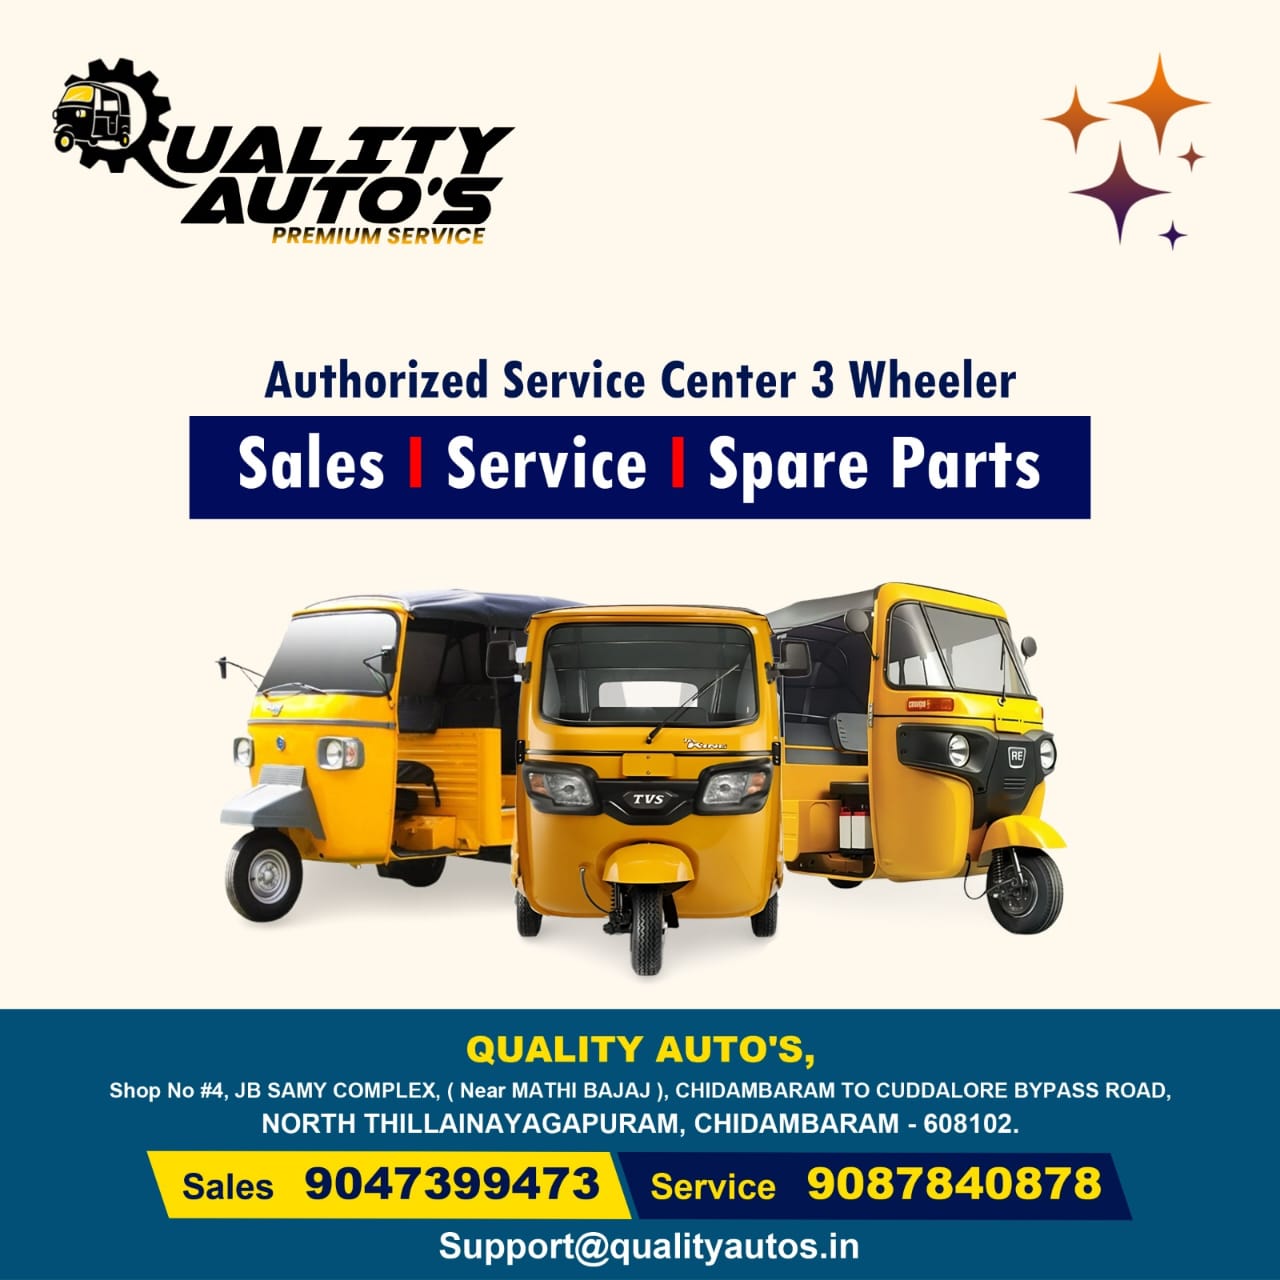 QUALITY
AUTO'S
PREMIUM SERVICE
Authorized Service Center 3 Wheeler
Sales I Service I Spare Parts
KING
TVS
RE
QUALITY AUTO'S,
Shop No #4, JB SAMY COMPLEX, ( Near MATHI BAJAJ ), CHIDAMBARAM TO CUDDALORE BYPASS ROAD,
NORTH THILLAINAYAGAPURAM, CHIDAMBARAM - 608102.
Sales 9047399473 Service 9087840878
Support@qualityautos.in